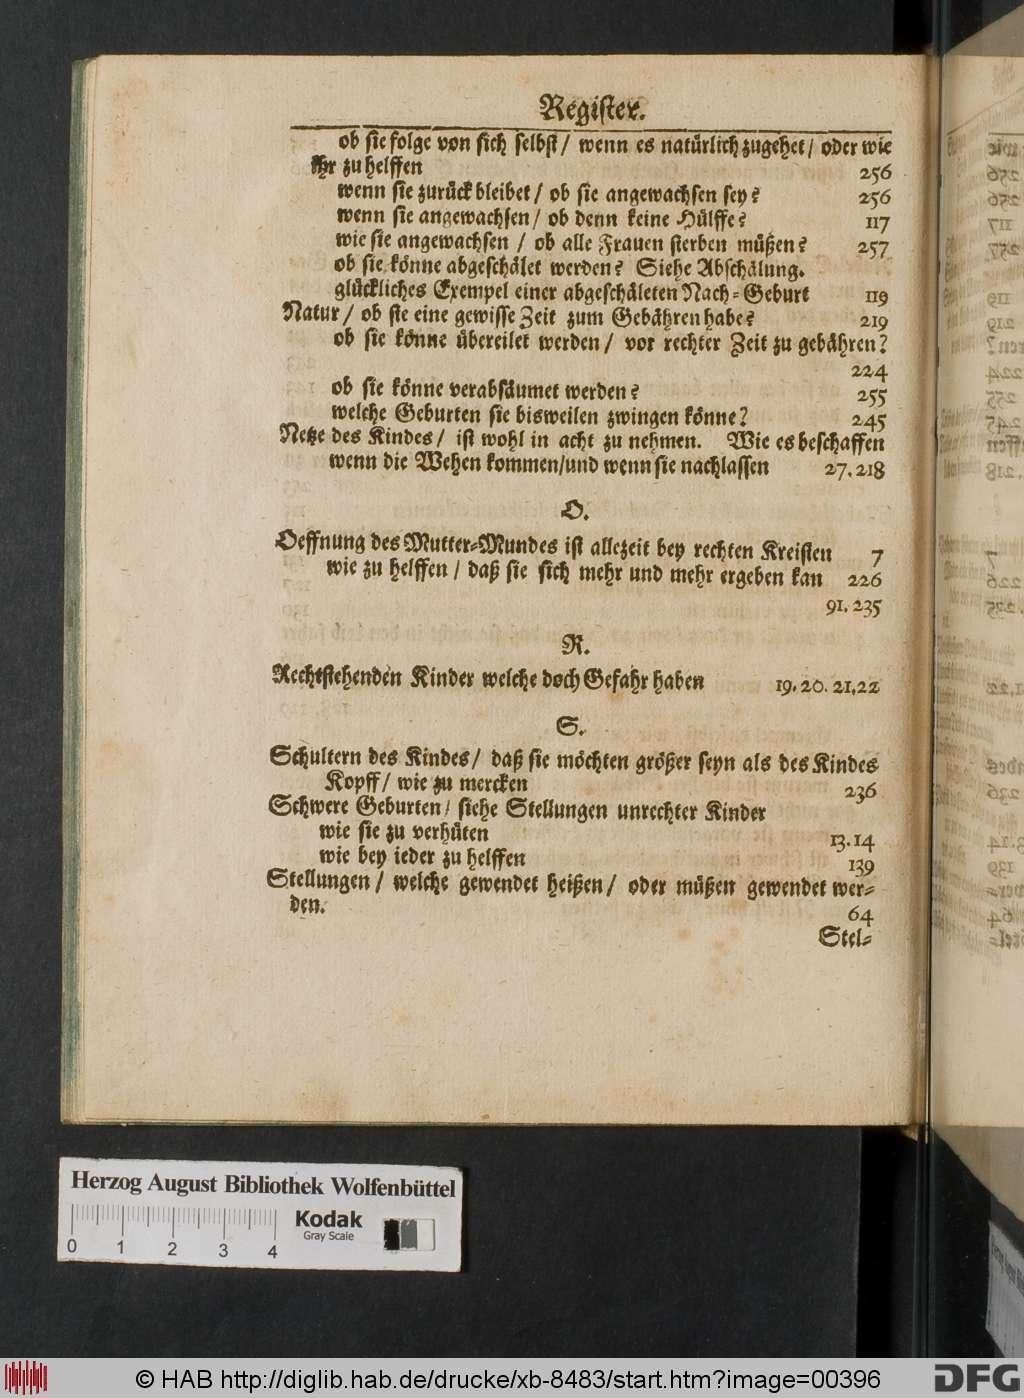 Register.
ob sie folge von sich selbst / wenn es natürlich zugehet / oder wie
ihr zu helffen 256
wenn sie zurück bleibet / ob sie angewachsen sey? 256
wenn sie angewachsen / ob denn keine Hülffe? 117
wie sie angewachsen / ob alle Frauen sterben müßen? 257
ob sie könne abgeschälet werden? Siehe Abschälung.
glückliches Exempel einer abgeschäleten Nach-Geburt 119
Natur / ob sie eine gewisse Zeit zum Gebähren habe? 219
ob sie könne übereilet werden / vor rechter Zeit zu gebähren?
224
ob sie könne verabsäumet werden? 255
welche Geburten sie bisweilen zwingen könne? 245
Netze des Kindes / ist wohl in acht zu nehmen. Wie es beschaffen
wenn die Wehen kommen/und wenn sie nachlassen 27.218
O.
Oeffnung des Mutter-Mundes ist allezeit bey rechten Kreisten 7
wie zu helffen / daß sie sich mehr und mehr ergeben kan 226
91.235
R.
Rechtstehenden Kinder welche doch Gefahr haben 19.20.21,22
S.
Schultern des Kindes / daß sie möchten größer seyn als des Kindes
Kopff / wie zu mercken 236
Schwere Geburten / siehe Stellungen unrechter Kinder
wie sie zu verhüten 13.14
wie bey ieder zu helffen 139
Stellungen / welche gewendet heißen / oder müßen gewendet wer-
den. 64
Stel-
Herzog August Bibliothek Wolfenbüttel
Kodak
Gray Scale
0 1 2 3 4
© HAB http://diglib.hab.de/drucke/xb-8483/start.htm?image=00396
DFG